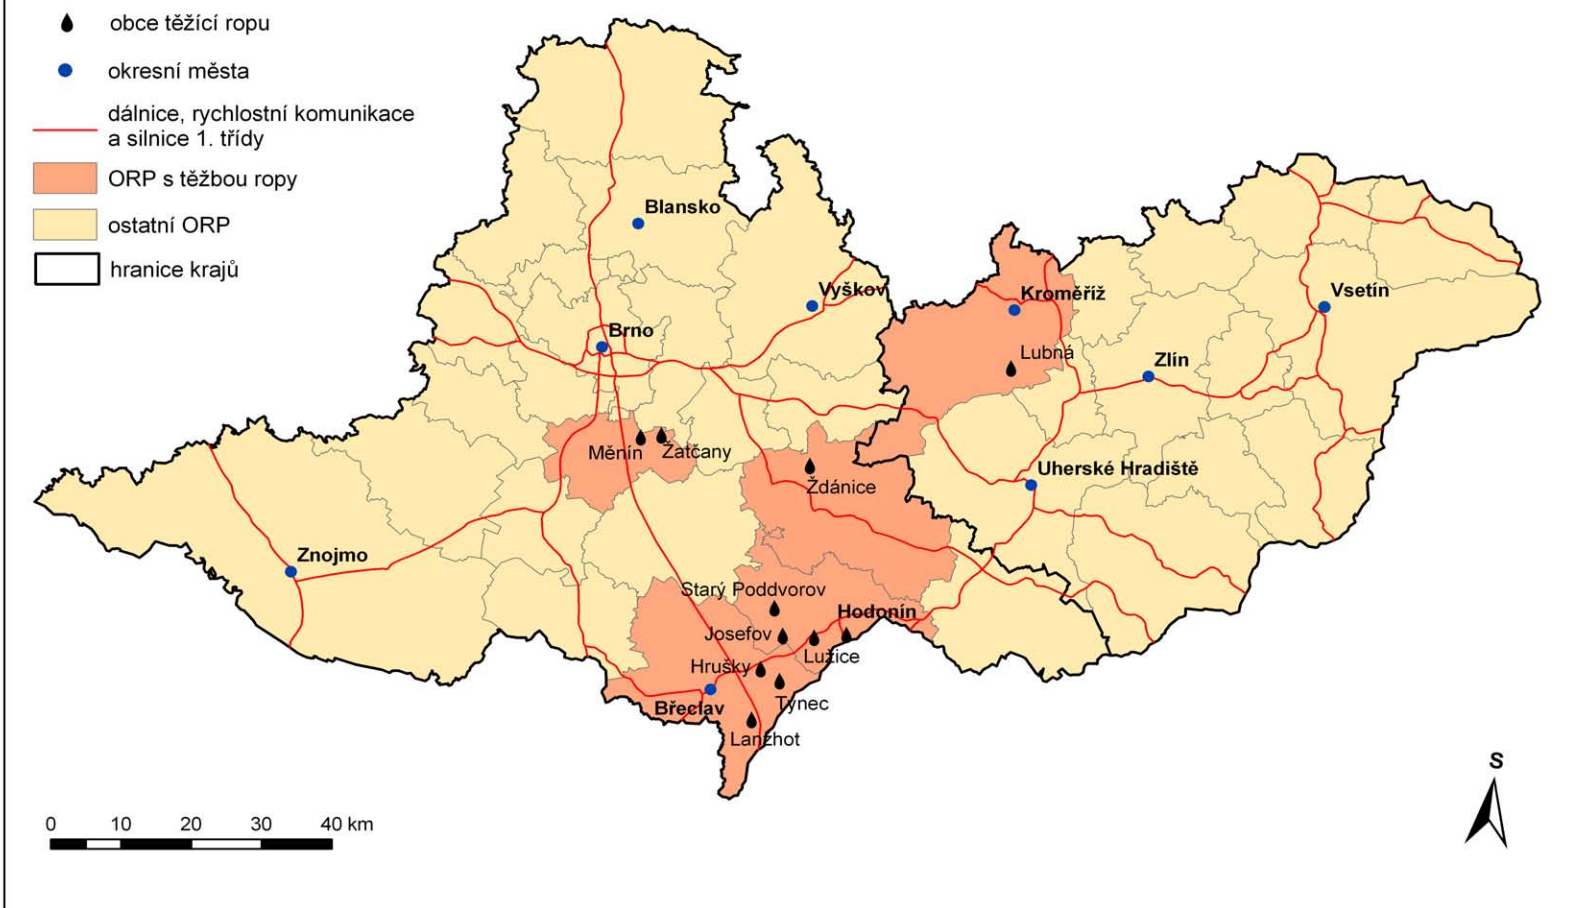 obce těžící ropu
okresní města
dálnice, rychlostní komunikace
a silnice 1. třídy
ORP s těžbou ropy
ostatní ORP
hranice krajů
Blansko
Vyškov
Kroměříž
Vsetín
Brno
Lubná
Zlín
Měnín
Žatčany
Ždánice
Uherské Hradiště
Znojmo
Starý Poddvorov
Hodonín
Josefov
Lužice
Hrušky
Týnec
Břeclav
Lanžhot
S
0 10 20 30 40 km